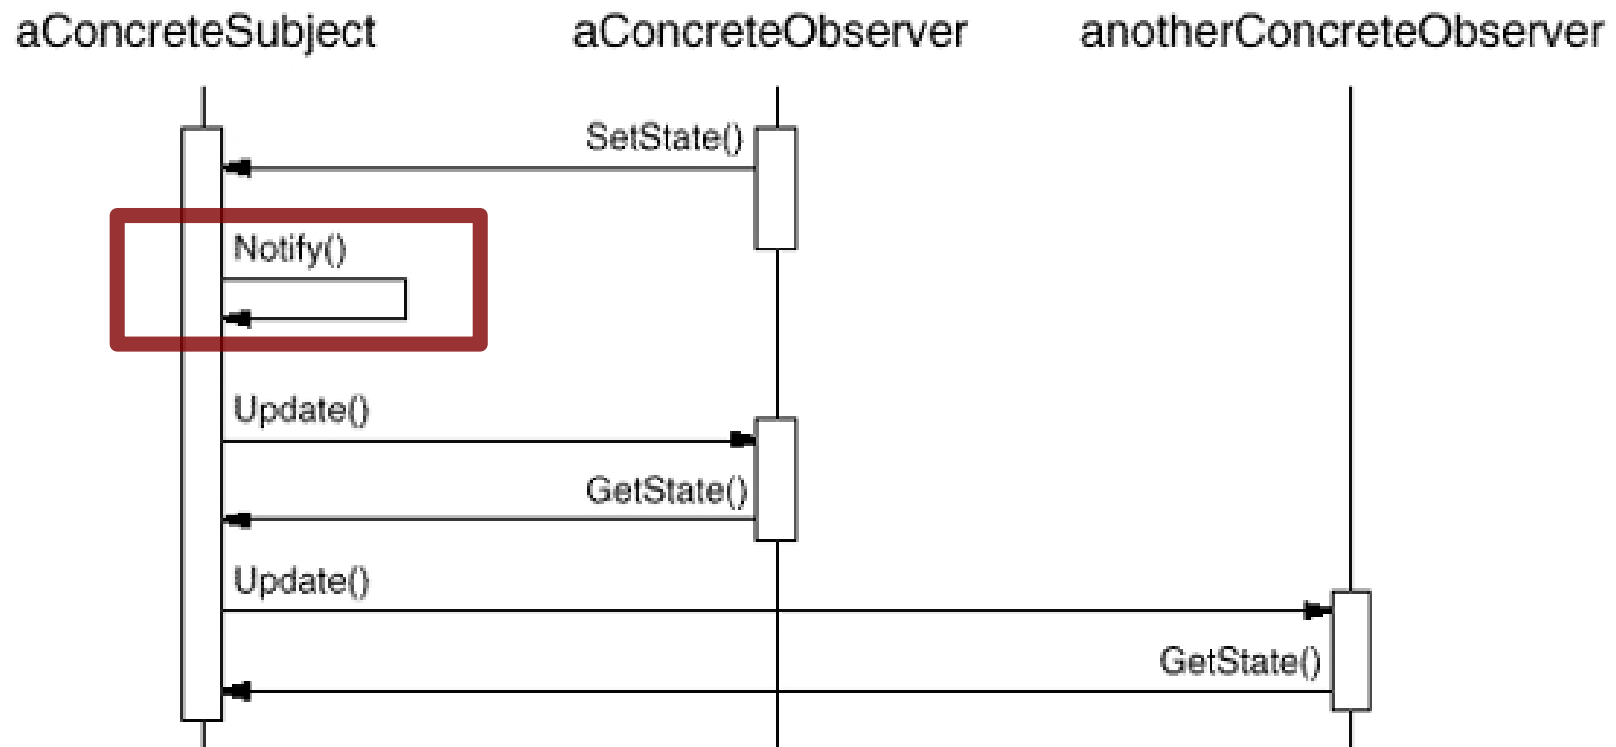 aConcreteSubject aConcreteObserver anotherConcreteObserver
SetState()
Notify()
Update()
GetState()
Update()
GetState()